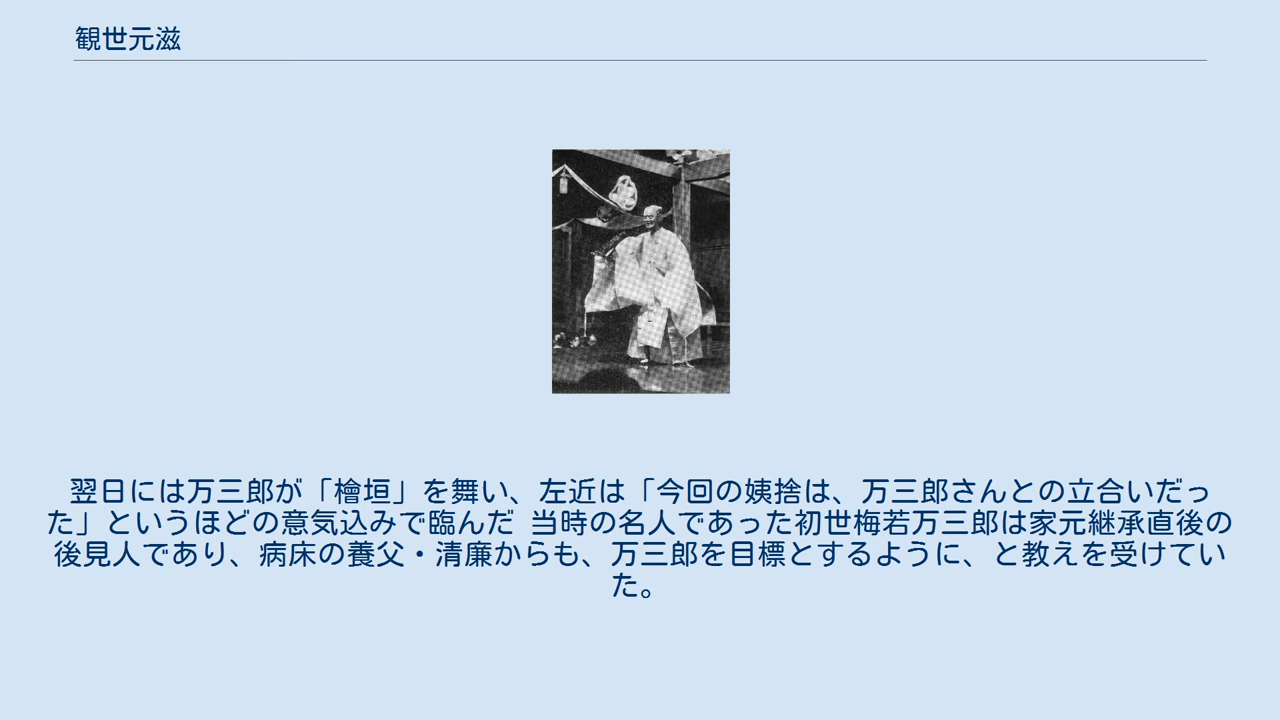 観世元滋
翌日には万三郎が「檜垣」を舞い、左近は「今回の姨捨は、万三郎さんとの立合いだっ
た」というほどの意気込みで臨んだ 当時の名人であった初世梅若万三郎は家元継承直後の
後見人であり、病床の養父・清廉からも、万三郎を目標とするように、と教えを受けてい
た。